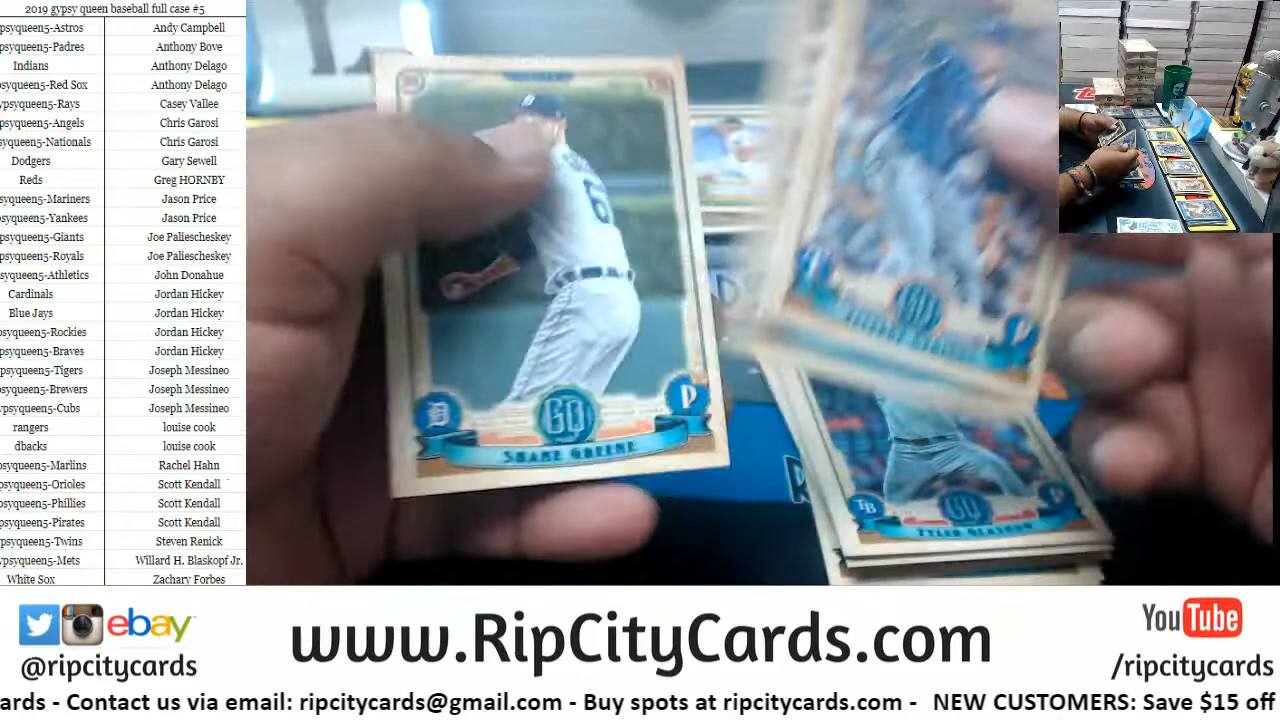 2019 gypsy queen baseball full case #5
psyqueen5-Astros Andy Campbell
psyqueen5-Padres Anthony Bove
Indians Anthony Delago
psyqueen5-Red Sox Anthony Delago
ypsyqueen5-Rays Casey Vallee
psyqueen5-Angels Chris Garosi
psyqueen5-Nationals Chris Garosi
Dodgers Gary Sewell
Reds Greg HORNBY
psyqueen5-Mariners Jason Price
psyqueen5-Yankees Jason Price
psyqueen5-Giants Joe Paliescheskey
psyqueen5-Royals Joe Paliescheskey
psyqueen5-Athletics John Donahue
Cardinals Jordan Hickey
Blue Jays Jordan Hickey
psyqueen5-Rockies Jordan Hickey
psyqueen5-Braves Jordan Hickey
psyqueen5-Tigers Joseph Messineo
psyqueen5-Brewers Joseph Messineo
psyqueen5-Cubs Joseph Messineo
rangers louise cook
dbacks louise cook
psyqueen5-Marlins Rachel Hahn
psyqueen5-Orioles Scott Kendall
psyqueen5-Phillies Scott Kendall
psyqueen5-Pirates Scott Kendall
psyqueen5-Twins Steven Renick
ypsyqueen5-Mets Willard H. Blaskopf Jr.
White Sox Zachary Forbes
6
D GQ P
SHANE GREENE
TB GQ P
TYLER GLASNOW
ebay
@ripcitycards
www.RipCityCards.com
YouTube
/ripcitycards
ards - Contact us via email: ripcitycards@gmail.com - Buy spots at ripcitycards.com - NEW CUSTOMERS: Save $15 off